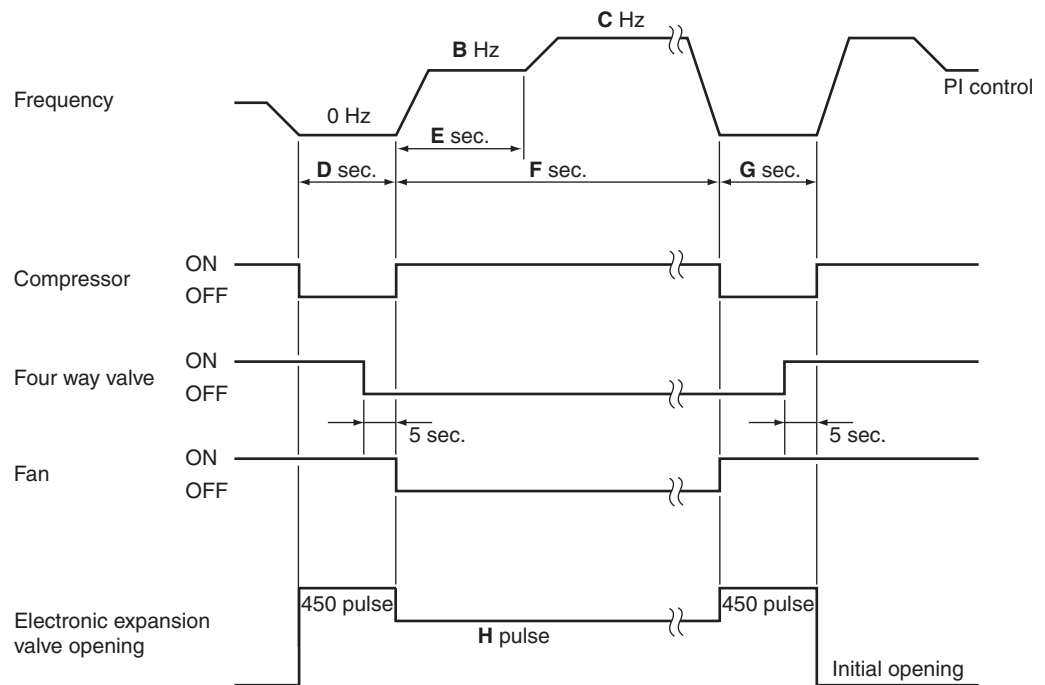 C Hz
B Hz
Frequency
PI control
0 Hz
E sec.
D sec.
F sec.
G sec.
Compressor
ON
OFF
Four way valve
ON
OFF
5 sec.
5 sec.
Fan
ON
OFF
Electronic expansion
valve opening
450 pulse
H pulse
450 pulse
Initial opening